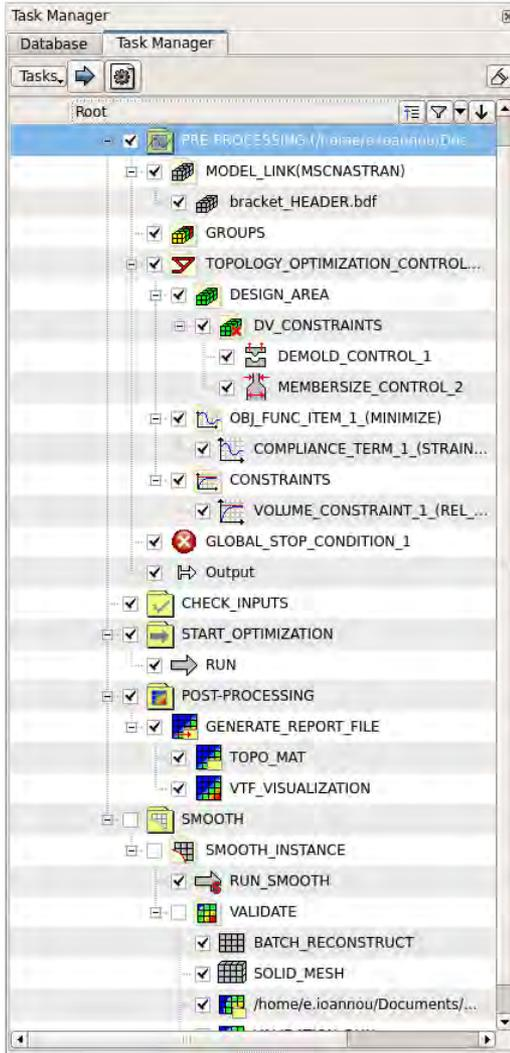 Task Manager
Database Task Manager
Tasks
Root
PRE-PROCESSING (/home/e.ioannou/Doc...
MODEL_LINK(MSCNASTRAN)
bracket_HEADER.bdf
GROUPS
TOPOLOGY_OPTIMIZATION_CONTROL...
DESIGN_AREA
DV_CONSTRAINTS
DEMOLD_CONTROL_1
MEMBERSIZE_CONTROL_2
OBJ_FUNC_ITEM_1_(MINIMIZE)
COMPLIANCE_TERM_1_(STRAIN...
CONSTRAINTS
VOLUME_CONSTRAINT_1_(REL_...
GLOBAL_STOP_CONDITION_1
Output
CHECK_INPUTS
START_OPTIMIZATION
RUN
POST-PROCESSING
GENERATE_REPORT_FILE
TOPO_MAT
VTF_VISUALIZATION
SMOOTH
SMOOTH_INSTANCE
RUN_SMOOTH
VALIDATE
BATCH_RECONSTRUCT
SOLID_MESH
/home/e.ioannou/Documents/...